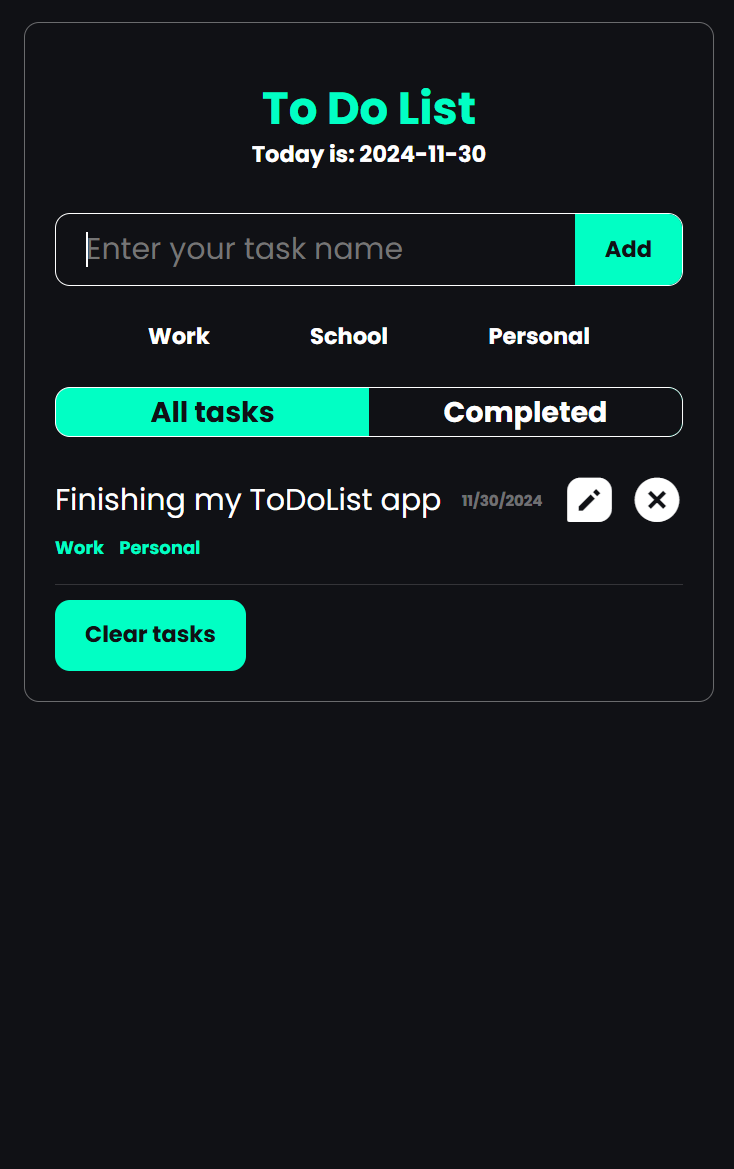 To Do List
Today is: 2024-11-30
Enter your task name
Add
Work School Personal
All tasks Completed
Finishing my ToDoList app 11/30/2024
Work Personal
Clear tasks